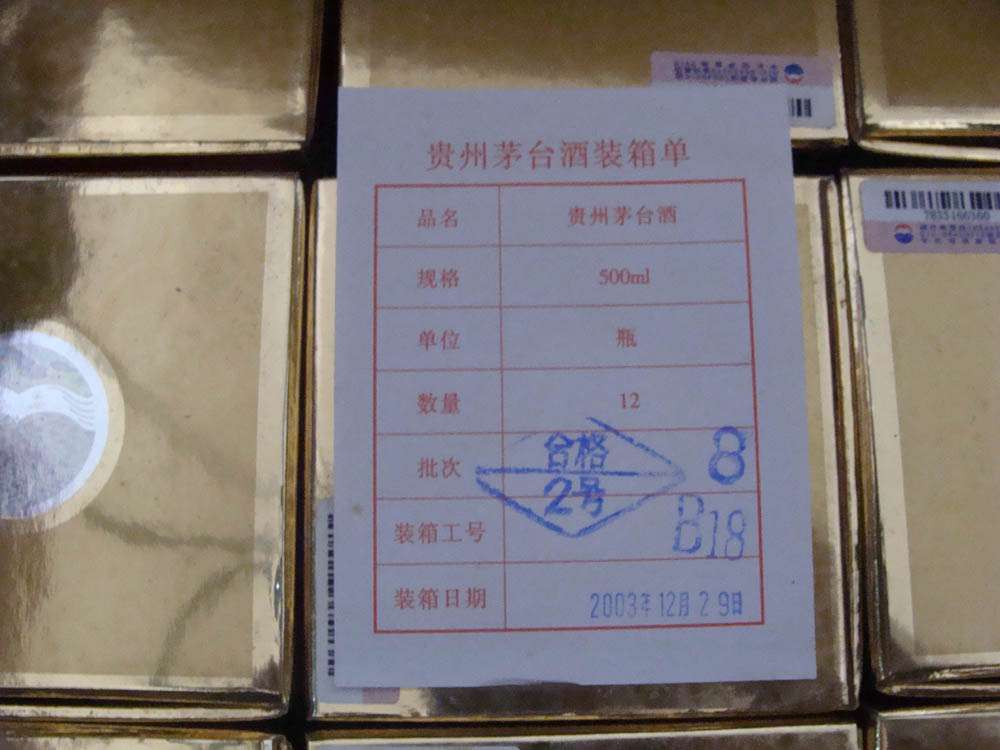 贵州茅台酒装箱单
品名 贵州茅台酒
规格 500ml
单位 瓶
数量 12
批次 8
合格
2号
装箱工号 B18
装箱日期 2003年12月29日